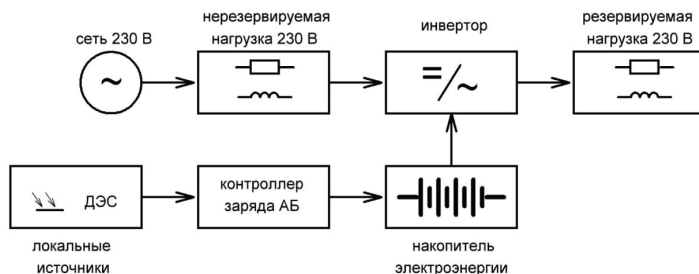 сеть 230 В
нерезервируемая
нагрузка 230 В
инвертор
резервируемая
нагрузка 230 В
ДЭС
контроллер
заряда АБ
локальные
источники
накопитель
электроэнергии